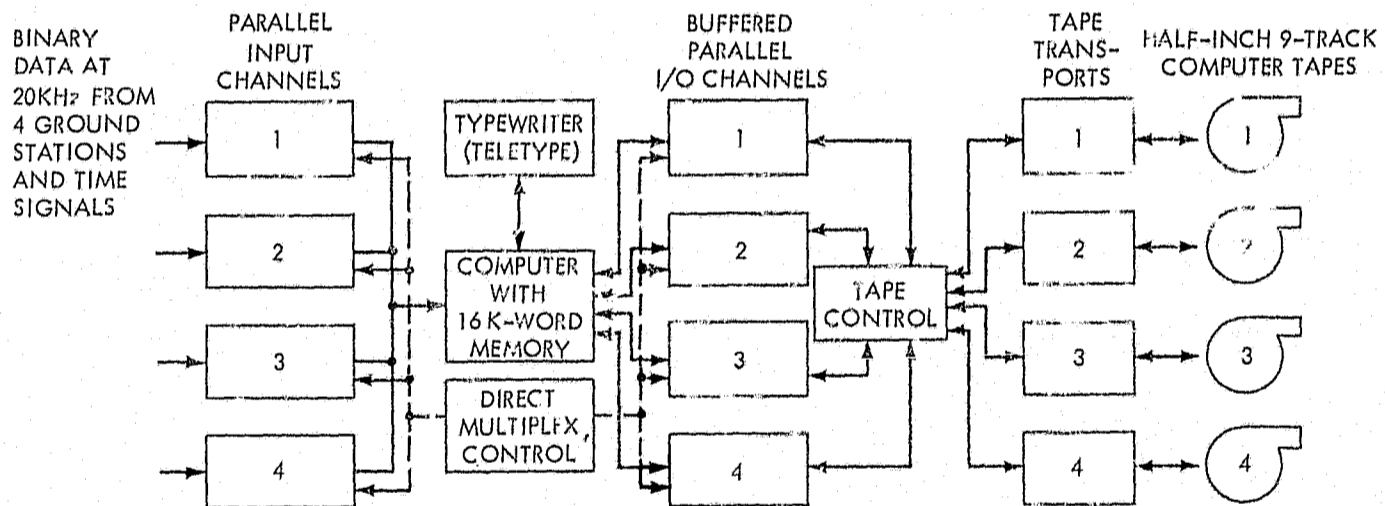 BINARY
DATA AT
20KHz FROM
4 GROUND
STATIONS
AND TIME
SIGNALS
PARALLEL
INPUT
CHANNELS
1
2
3
4
TYPEWRITER
(TELETYPE)
COMPUTER
WITH
16K-WORD
MEMORY
DIRECT
MULTIPLEX
CONTROL
BUFFERED
PARALLEL
I/O CHANNELS
1
2
3
4
TAPE
CONTROL
TAPE
TRANS-
PORTS
1
2
3
4
HALF-INCH 9-TRACK
COMPUTER TAPES
1
2
3
4